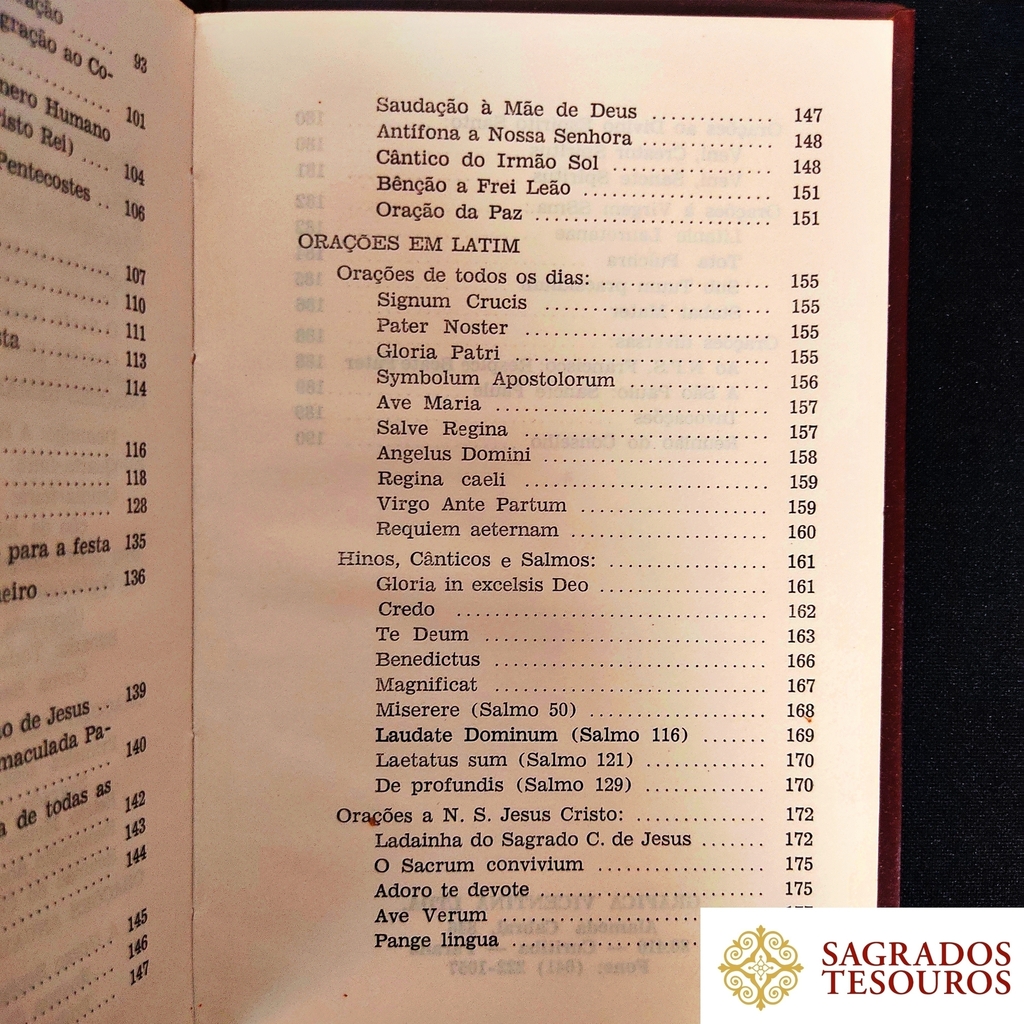 ração ......
gração ao Co-
............ 93
............ 101
nero Humano
isto Rei) .... 104
Pentecostes .. 106
............ 107
............ 110
............ 111
sta ............ 113
............ 114
............ 116
............ 118
............ 128
para a festa 135
eiro ........ 136
............ 139
o de Jesus ..
maculada Pa-
............ 140
a de todas as
............ 142
............ 143
............ 144
............ 145
............ 146
............ 147
Saudação à Mãe de Deus ............ 147
Antífona a Nossa Senhora ............ 148
Cântico do Irmão Sol ............ 148
Bênção a Frei Leão ............ 151
Oração da Paz ............ 151
ORAÇÕES EM LATIM
Orações de todos os dias: ............ 155
Signum Crucis ............ 155
Pater Noster ............ 155
Gloria Patri ............ 155
Symbolum Apostolorum ............ 156
Ave Maria ............ 157
Salve Regina ............ 157
Angelus Domini ............ 158
Regina caeli ............ 159
Virgo Ante Partum ............ 159
Requiem aeternam ............ 160
Hinos, Cânticos e Salmos: ............ 161
Gloria in excelsis Deo ............ 161
Credo ............ 162
Te Deum ............ 163
Benedictus ............ 166
Magnificat ............ 167
Miserere (Salmo 50) ............ 168
Laudate Dominum (Salmo 116) ....... 169
Laetatus sum (Salmo 121) ............ 170
De profundis (Salmo 129) ............ 170
Orações a N. S. Jesus Cristo: ............ 172
Ladainha do Sagrado C. de Jesus ....... 172
O Sacrum convivium ............ 175
Adoro te devote ............ 175
Ave Verum ............
Pange lingua ............
SAGRADOS
TESOUROS